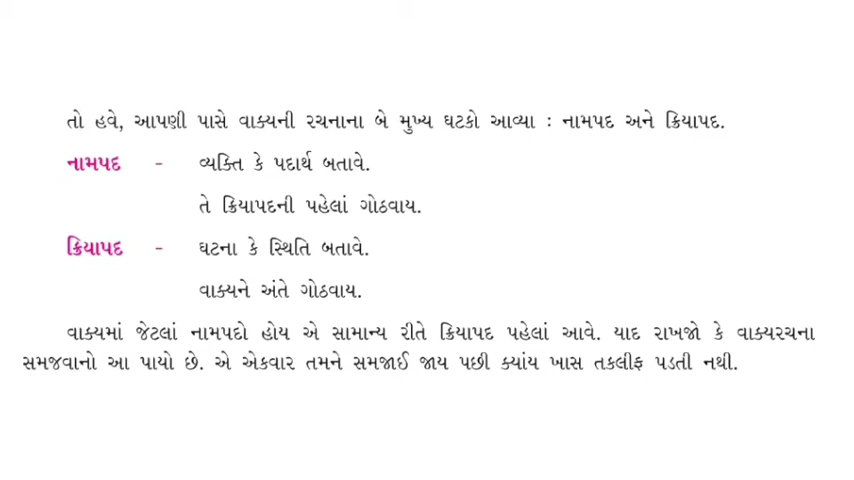 તો હવે, આપણી પાસે વાક્યની રચનાના બે મુખ્ય ઘટકો આવ્યા : નામપદ અને ક્રિયાપદ.
નામપદ - વ્યક્તિ કે પદાર્થ બતાવે.
તે ક્રિયાપદની પહેલાં ગોઠવાય.
ક્રિયાપદ - ઘટના કે સ્થિતિ બતાવે.
વાક્યને અંતે ગોઠવાય.
વાક્યમાં જેટલાં નામપદો હોય એ સામાન્ય રીતે ક્રિયાપદ પહેલાં આવે. યાદ રાખજો કે વાક્યરચના
સમજવાનો આ પાયો છે. એ એકવાર તમને સમજાઈ જાય પછી ક્યાંય ખાસ તકલીફ પડતી નથી.